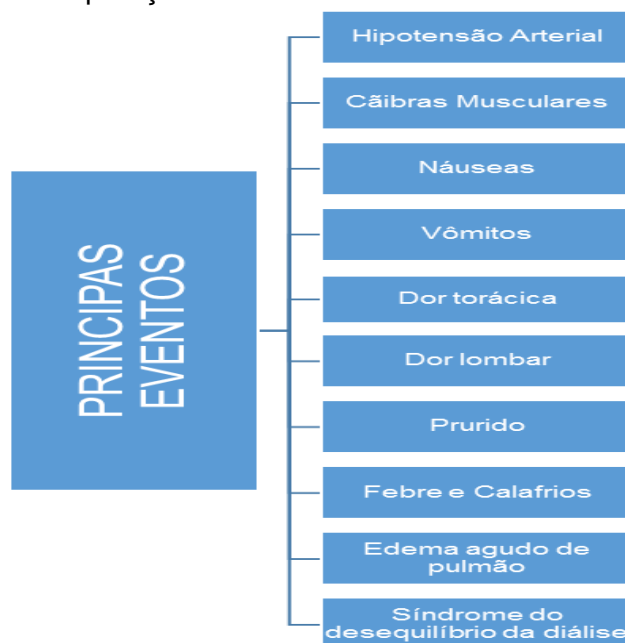 PRINCIPAS
EVENTOS
Hipotensão Arterial
Cãibras Musculares
Náuseas
Vômitos
Dor torácica
Dor lombar
Prurido
Febre e Calafrios
Edema agudo de
pulmão
Síndrome do
desequilíbrio da diálise